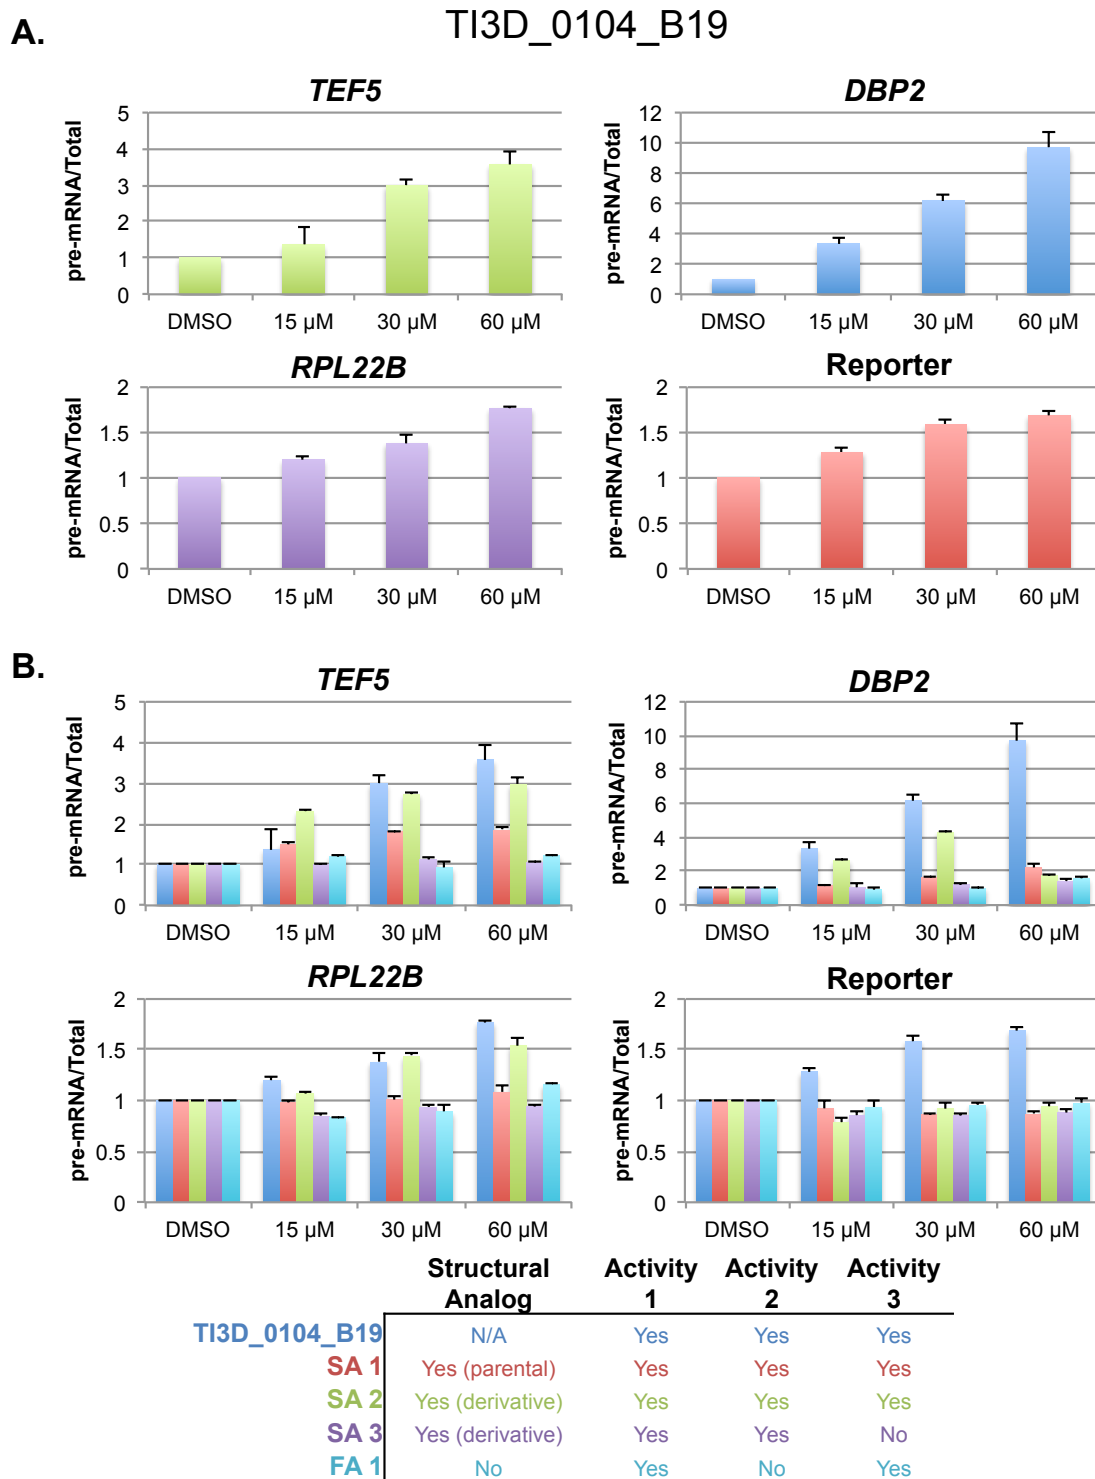 TI3D_0104_B19
A.
TEF5
pre-mRNA/Total
5
4
3
2
1
0
DMSO 15 µM 30 µM 60 µM
DBP2
pre-mRNA/Total
12
10
8
6
4
2
0
DMSO 15 µM 30 µM 60 µM
RPL22B
pre-mRNA/Total
2
1.5
1
0.5
0
DMSO 15 µM 30 µM 60 µM
Reporter
pre-mRNA/Total
2
1.5
1
0.5
0
DMSO 15 µM 30 µM 60 µM
B.
TEF5
pre-mRNA/Total
5
4
3
2
1
0
DMSO 15 µM 30 µM 60 µM
DBP2
pre-mRNA/Total
12
10
8
6
4
2
0
DMSO 15 µM 30 µM 60 µM
RPL22B
pre-mRNA/Total
2
1.5
1
0.5
0
DMSO 15 µM 30 µM 60 µM
Reporter
pre-mRNA/Total
2
1.5
1
0.5
0
DMSO 15 µM 30 µM 60 µM
Structural Activity Activity Activity
Analog 1 2 3
TI3D_0104_B19 N/A Yes Yes Yes
SA 1 Yes (parental) Yes Yes Yes
SA 2 Yes (derivative) Yes Yes Yes
SA 3 Yes (derivative) Yes Yes No
FA 1 No Yes No Yes